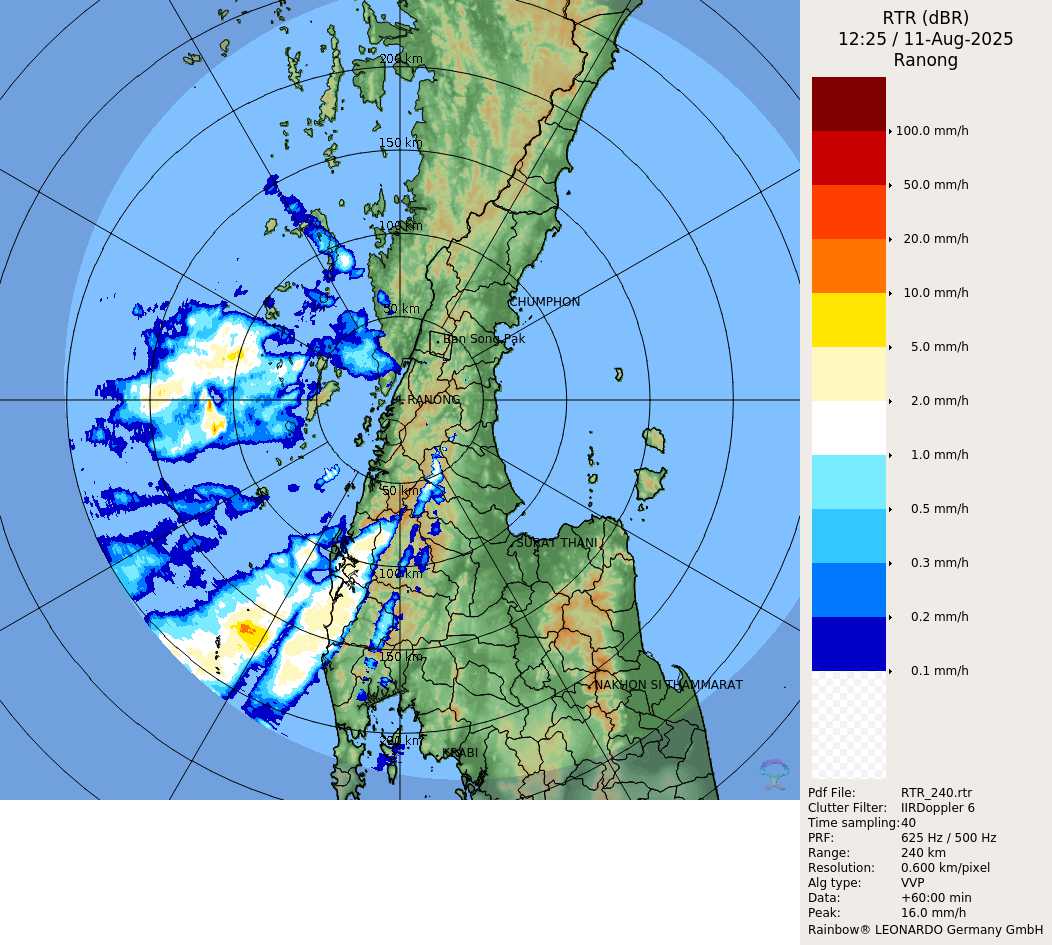 RTR (dBR)
12:25 / 11-Aug-2025
Ranong
200 km
150 km
100 km
50 km
CHUMPHON
Ban Song Pak
RANONG
50 km
SURAT THANI
100 km
150 km
NAKHON SI THAMMARAT
200 km
KRABI
100.0 mm/h
50.0 mm/h
20.0 mm/h
10.0 mm/h
5.0 mm/h
2.0 mm/h
1.0 mm/h
0.5 mm/h
0.3 mm/h
0.2 mm/h
0.1 mm/h
Pdf File: RTR_240.rtr
Clutter Filter: IIRDoppler 6
Time sampling:40
PRF: 625 Hz / 500 Hz
Range: 240 km
Resolution: 0.600 km/pixel
Alg type: VVP
Data: +60:00 min
Peak: 16.0 mm/h
Rainbow® LEONARDO Germany GmbH